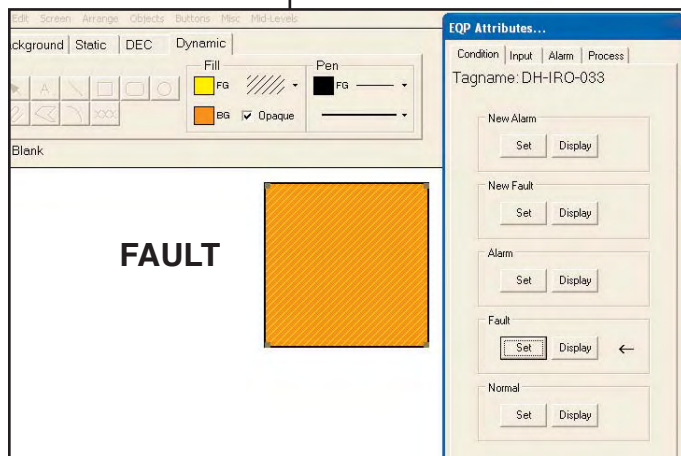 Edit Screen Arrange Objects Buttons Misc Mid-Levels
ckground Static DEC Dynamic
Fill
FG
BG Opaque
Pen
FG
A
Blank
FAULT
EQP Attributes...
Condition Input Alarm Process
Tagname: DH-IRO-033
New Alarm
Set Display
New Fault
Set Display
Alarm
Set Display
Fault
Set Display ←
Normal
Set Display